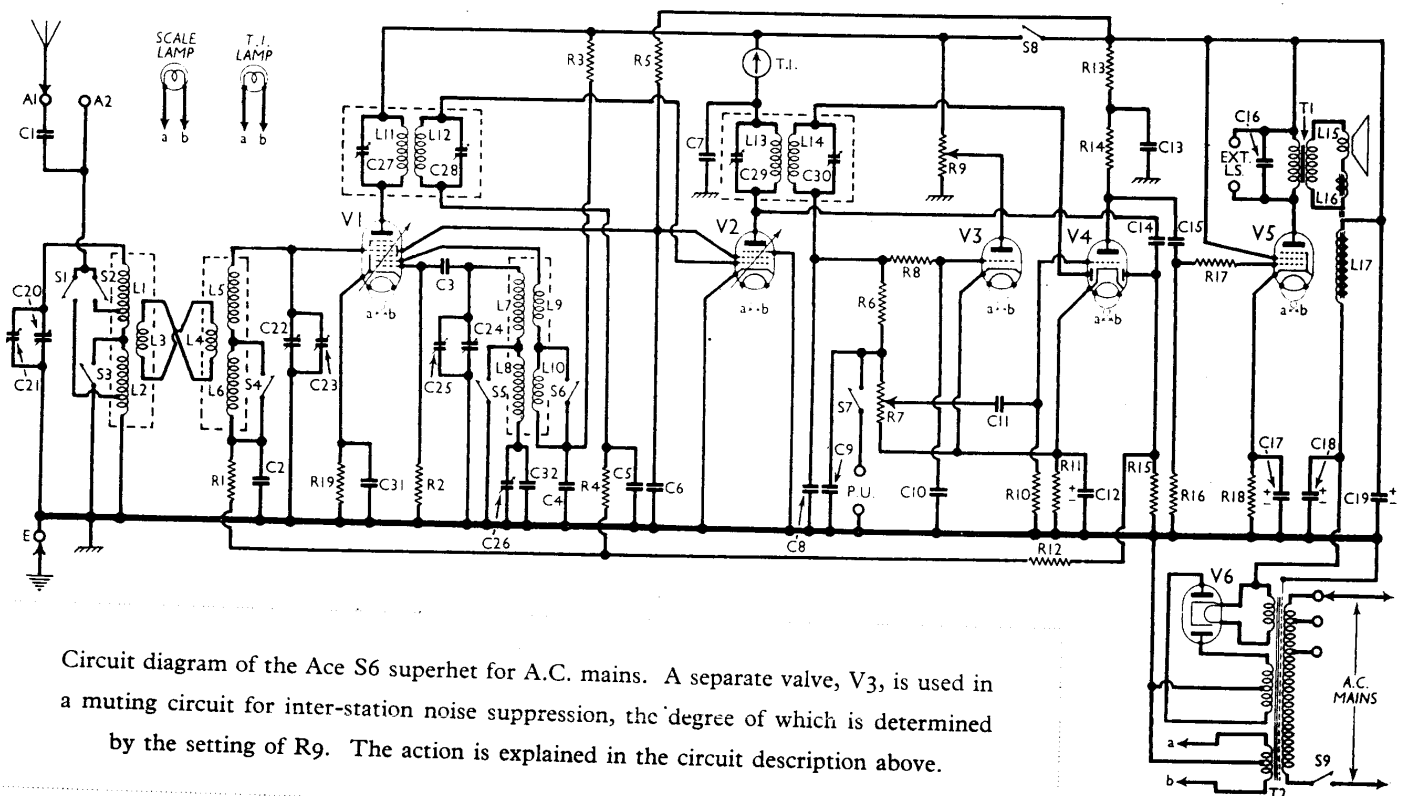 SCALE
LAMP
T.I.
LAMP
a b
a b
A1
A2
C1
S1
S2
S3
C20
C21
L1
L2
L3
L4
L5
L6
S4
R1
C2
C22
C23
L11
L12
C27
C28
V1
a b
R19
C31
R2
C3
C24
C25
L7
L8
L9
L10
S5
S6
C26
C32
C4
R3
R4
R5
C5
C6
T.I.
C7
L13
L14
C29
C30
V2
a b
C8
C9
R6
R7
R8
S7
P.U.
C10
C11
R9
V3
a b
V4
a b
S8
R13
R14
C13
C14
C15
R10
R11
C12
R12
R15
R16
R17
R18
C16
EXT.
L.S.
T1
L15
L16
L17
V5
a b
C17
C18
C19
+
-
E
V6
a
b
T2
S9
A.C.
MAINS
Circuit diagram of the Ace S6 superhet for A.C. mains. A separate valve, V3, is used in
a muting circuit for inter-station noise suppression, the degree of which is determined
by the setting of R9. The action is explained in the circuit description above.